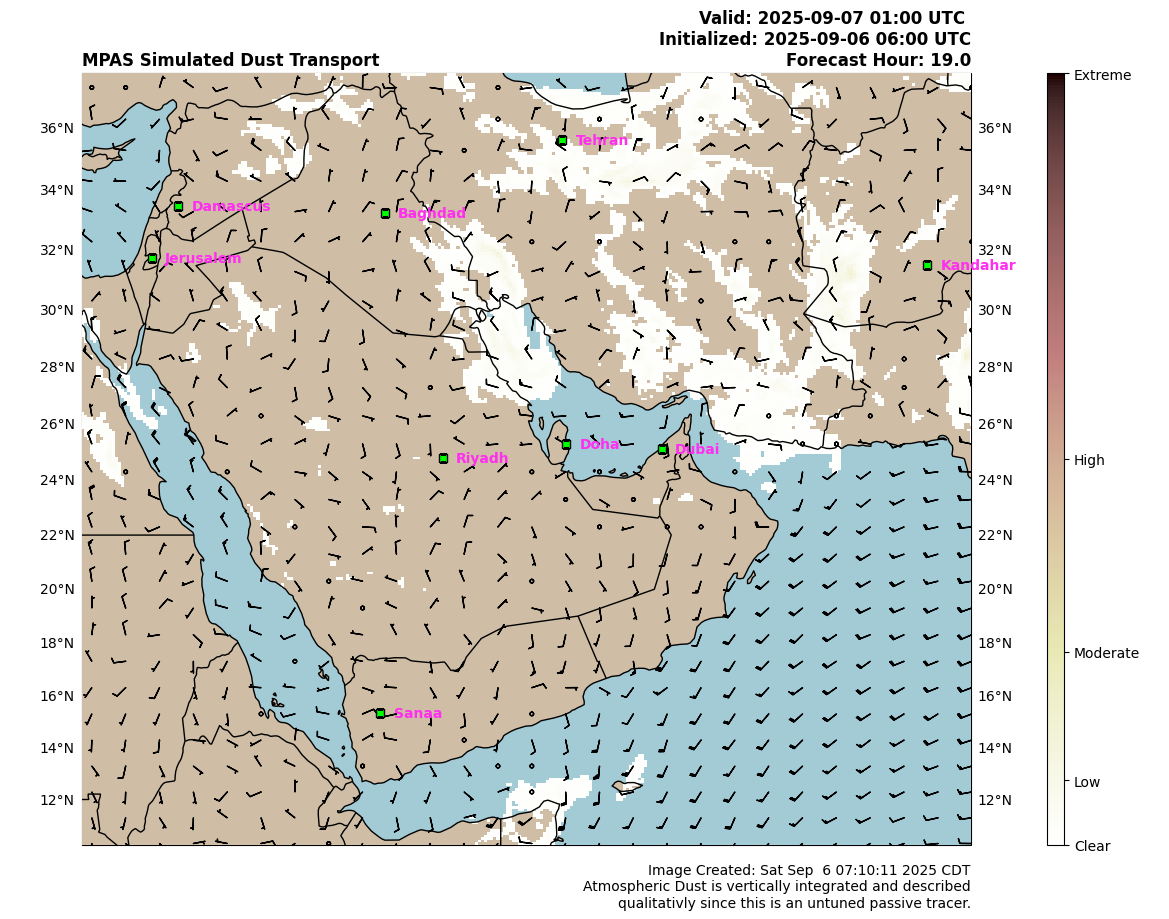 Valid: 2025-09-07 01:00 UTC
Initialized: 2025-09-06 06:00 UTC
MPAS Simulated Dust Transport Forecast Hour: 19.0
Extreme
36°N Tehran 36°N
34°N Damascus Baghdad 34°N
32°N Jerusalem 32°N
Kandahar
30°N 30°N
28°N 28°N
26°N Doha Dubai 26°N
Riyadh High
24°N 24°N
22°N 22°N
20°N 20°N
18°N 18°N
Moderate
16°N Sanaa 16°N
14°N 14°N
Low
12°N 12°N
Clear
Image Created: Sat Sep  6 07:10:11 2025 CDT
Atmospheric Dust is vertically integrated and described
qualitativly since this is an untuned passive tracer.